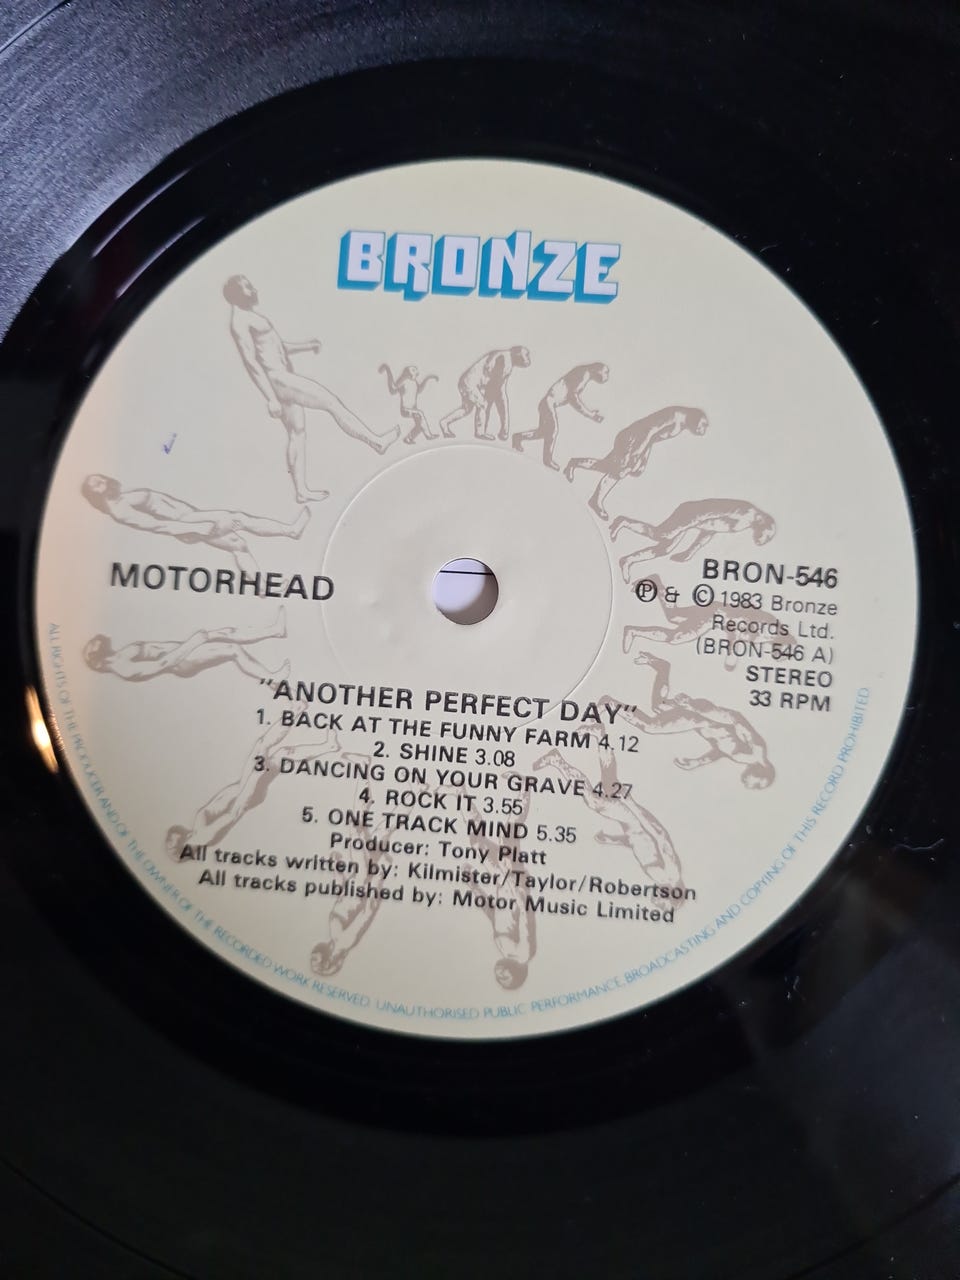 BRONZE
MOTORHEAD
BRON-546
℗ & © 1983 Bronze
Records Ltd.
(BRON-546 A)
STEREO
33 RPM
"ANOTHER PERFECT DAY"
1. BACK AT THE FUNNY FARM 4.12
2. SHINE 3.08
3. DANCING ON YOUR GRAVE 4.27
4. ROCK IT 3.55
5. ONE TRACK MIND 5.35
Producer: Tony Platt
All tracks written by: Kilmister/Taylor/Robertson
All tracks published by: Motor Music Limited
ALL RIGHTS OF THE PRODUCER AND OF THE OWNER OF THE RECORDED WORK RESERVED. UNAUTHORISED PUBLIC PERFORMANCE, BROADCASTING AND COPYING OF THIS RECORD PROHIBITED.